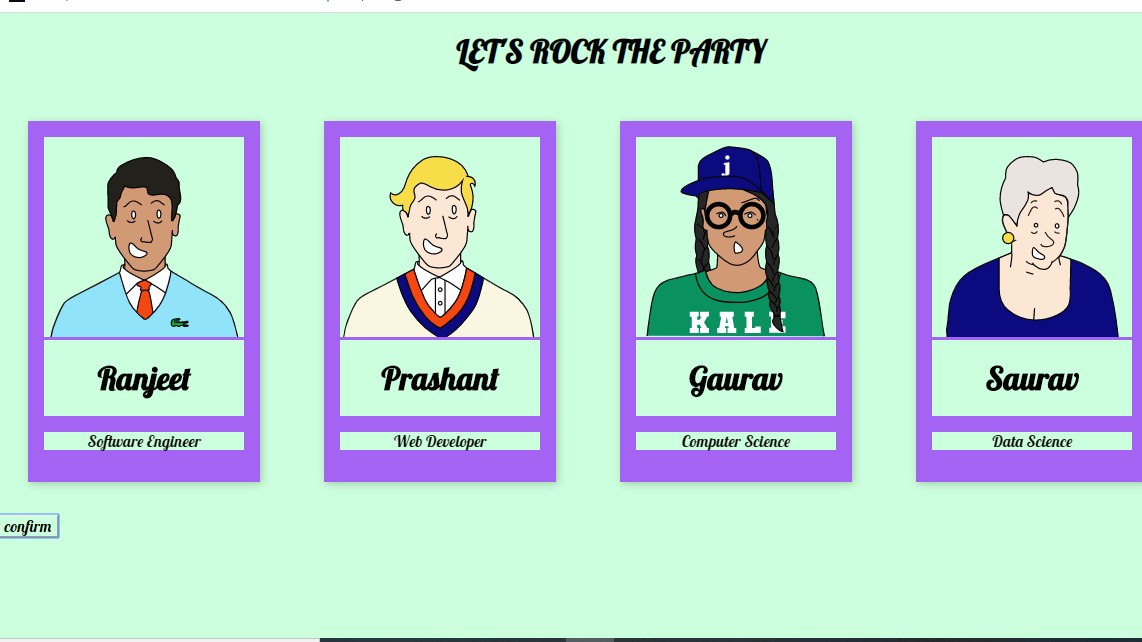 LET'S ROCK THE PARTY
j
KALE
Ranjeet
Prashant
Gaurav
Saurav
Software Engineer
Web Developer
Computer Science
Data Science
confirm